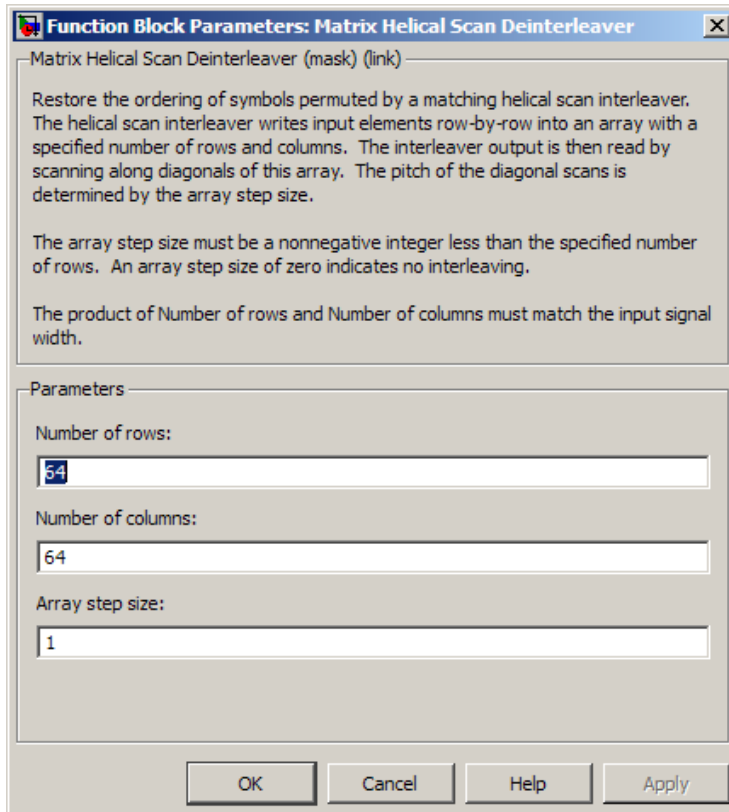 Function Block Parameters: Matrix Helical Scan Deinterleaver
Matrix Helical Scan Deinterleaver (mask) (link)
Restore the ordering of symbols permuted by a matching helical scan interleaver.
The helical scan interleaver writes input elements row-by-row into an array with a
specified number of rows and columns.  The interleaver output is then read by
scanning along diagonals of this array.  The pitch of the diagonal scans is
determined by the array step size.
The array step size must be a nonnegative integer less than the specified number
of rows.  An array step size of zero indicates no interleaving.
The product of Number of rows and Number of columns must match the input signal
width.
Parameters
Number of rows:
64
Number of columns:
64
Array step size:
1
OK Cancel Help Apply